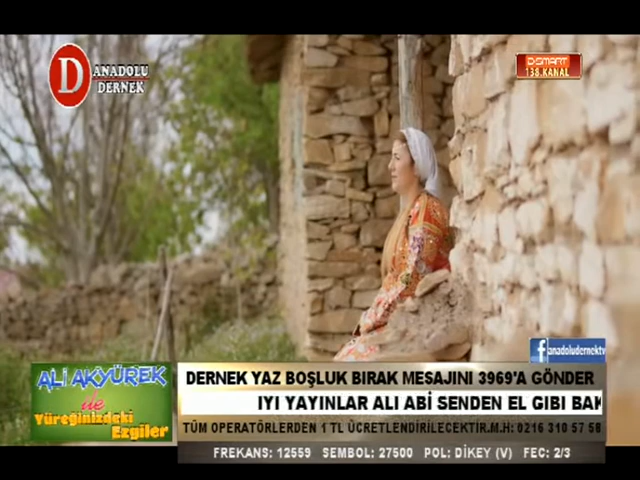 D ANADOLU
DERNEK
D-SMART
138.KANAL
anadoludernektv
ALİ AKYÜREK
ile
Yüreğinizdeki
Ezgiler
DERNEK YAZ BOŞLUK BIRAK MESAJINI 3969'A GÖNDER
IYI YAYINLAR ALI ABİ SENDEN EL GIBI BAK
TÜM OPERATÖRLERDEN 1 TL ÜCRETLENDİRİLECEKTİR.M.H: 0216 310 57 58
FREKANS: 12559 SEMBOL: 27500 POL: DİKEY (V) FEC: 2/3